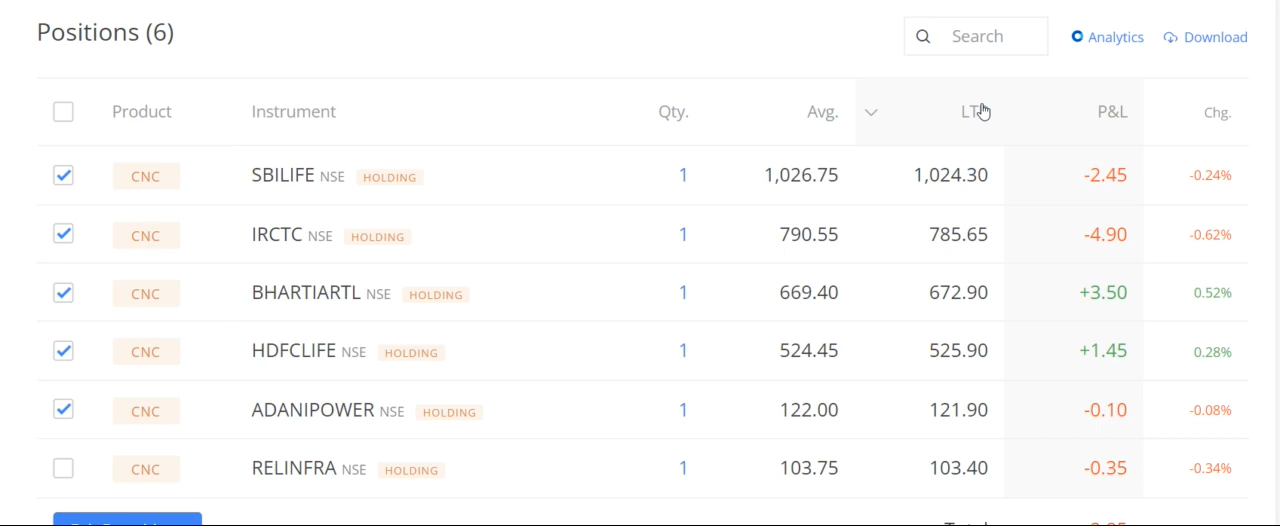 Positions (6)
Search
Analytics
Download
Product Instrument Qty. Avg. LT P&L Chg.
CNC SBILIFE NSE HOLDING 1 1,026.75 1,024.30 -2.45 -0.24%
CNC IRCTC NSE HOLDING 1 790.55 785.65 -4.90 -0.62%
CNC BHARTIARTL NSE HOLDING 1 669.40 672.90 +3.50 0.52%
CNC HDFCLIFE NSE HOLDING 1 524.45 525.90 +1.45 0.28%
CNC ADANIPOWER NSE HOLDING 1 122.00 121.90 -0.10 -0.08%
CNC RELINFRA NSE HOLDING 1 103.75 103.40 -0.35 -0.34%
Total